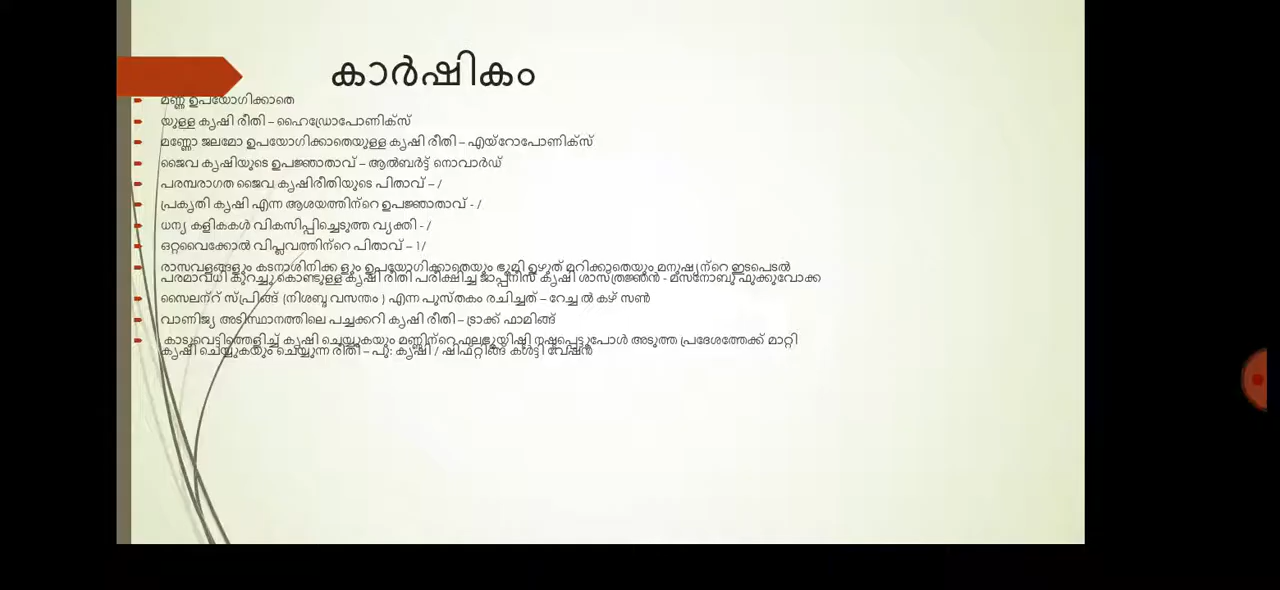 കാർഷികം
മണ്ണ് ഉപയോഗിക്കാതെ
യുള്ള കൃഷി രീതി – ഹൈഡ്രോപോണിക്സ്
മണ്ണോ ജലമോ ഉപയോഗിക്കാതെയുള്ള കൃഷി രീതി – എയ്റോപോണിക്സ്
ജൈവ കൃഷിയുടെ ഉപജ്ഞാതാവ് – ആൽബർട്ട് നൊവാർഡ്
പരമ്പരാഗത ജൈവ കൃഷിരീതിയുടെ പിതാവ് – /
പ്രകൃതി കൃഷി എന്ന ആശയത്തിന്റെ ഉപജ്ഞാതാവ് - /
ധന്യ കളികകൾ വികസിപ്പിച്ചെടുത്ത വ്യക്തി - /
ഒറ്റവൈക്കോൽ വിപ്ലവത്തിന്റെ പിതാവ് – 1/
രാസവളങ്ങളും കടനാശിനിക്ക ളും ഉപയോഗിക്കാതെയും ഭൂമി ഉഴുത് മറിക്കാതെയും മനുഷ്യന്റെ ഇടപെടൽ
പരമാവധി കുറച്ചു കൊണ്ടുള്ള കൃഷി രീതി പരീക്ഷിച്ച ജാപ്പനീസ് കൃഷി ശാസ്ത്രജ്ഞൻ - മസനോബു ഫുക്കുവോക്ക
സൈലന്റ് സ്പ്രിങ്ങ് (നിശബ്ദ വസന്തം ) എന്ന പുസ്തകം രചിച്ചത് – റേച്ച ൽ കഴ് സൺ
വാണിജ്യ അടിസ്ഥാനത്തിലെ പച്ചക്കറി കൃഷി രീതി – ട്രാക്ക് ഫാമിങ്ങ്
കാടുവെട്ടിത്തെളിച്ച് കൃഷി ചെയ്യുകയും മണ്ണിന്റെ ഫലഭൂയിഷ്ടി നഷ്ടപ്പെട്ടുപോൾ അടുത്ത പ്രദേശത്തേക്ക് മാറ്റി
കൃഷി ചെയ്യുകയും ചെയ്യുന്ന രീതി – പു: കൃഷി / ഷിഫ്റ്റിങ്ങ് കൾട്ടി വേഷൻ